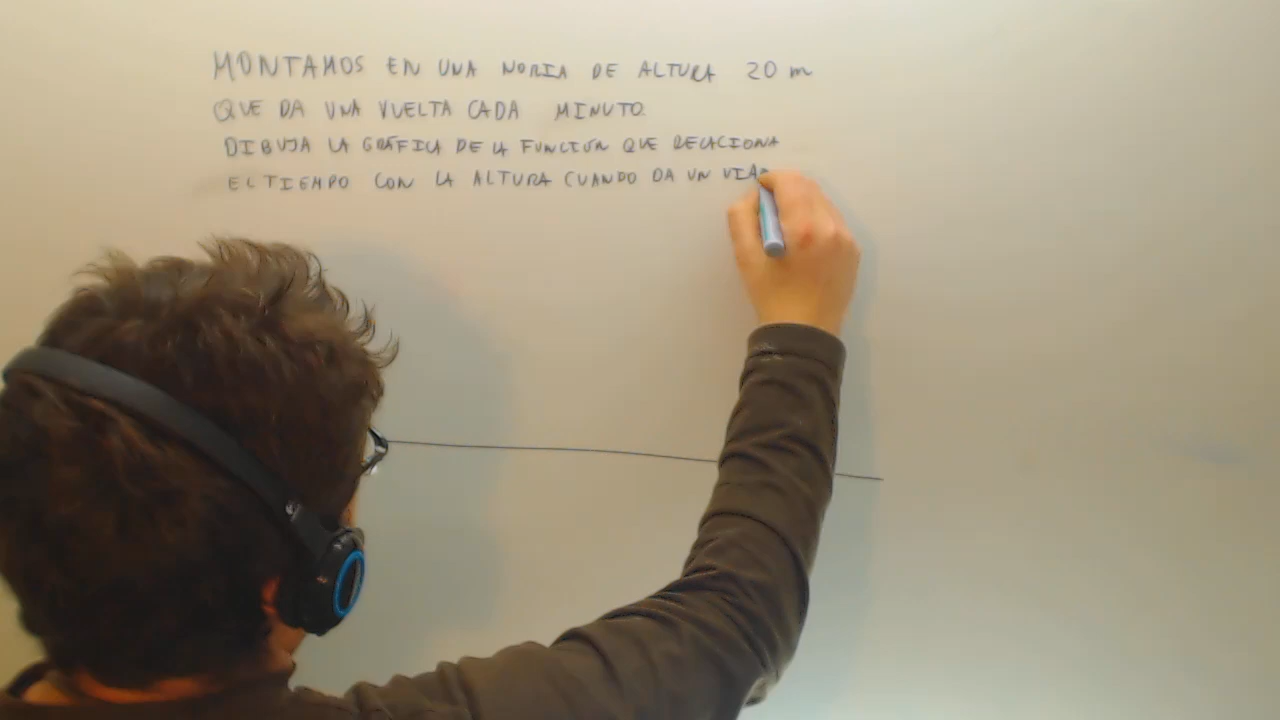 MONTAMOS EN UNA NORIA DE ALTURA 20 m
QUE DA UNA VUELTA CADA MINUTO.
DIBUJA LA GRÁFICA DE LA FUNCIÓN QUE RELACIONA
EL TIEMPO CON LA ALTURA CUANDO DA UN